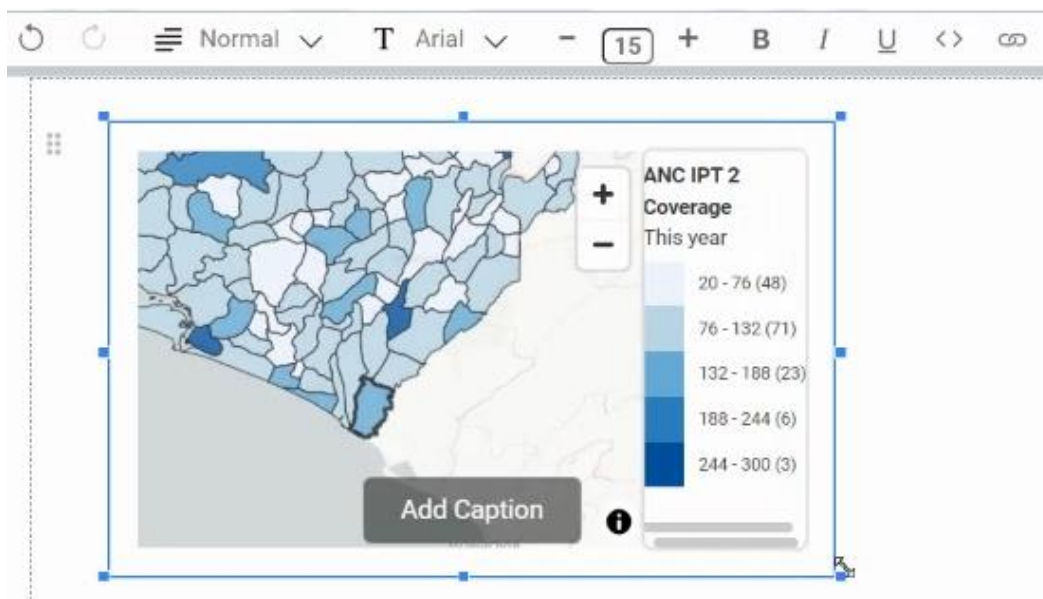 Normal
T Arial
15
B I U
ANC IPT 2
Coverage
This year
20 - 76 (48)
76 - 132 (71)
132 - 188 (23)
188 - 244 (6)
244 - 300 (3)
Add Caption